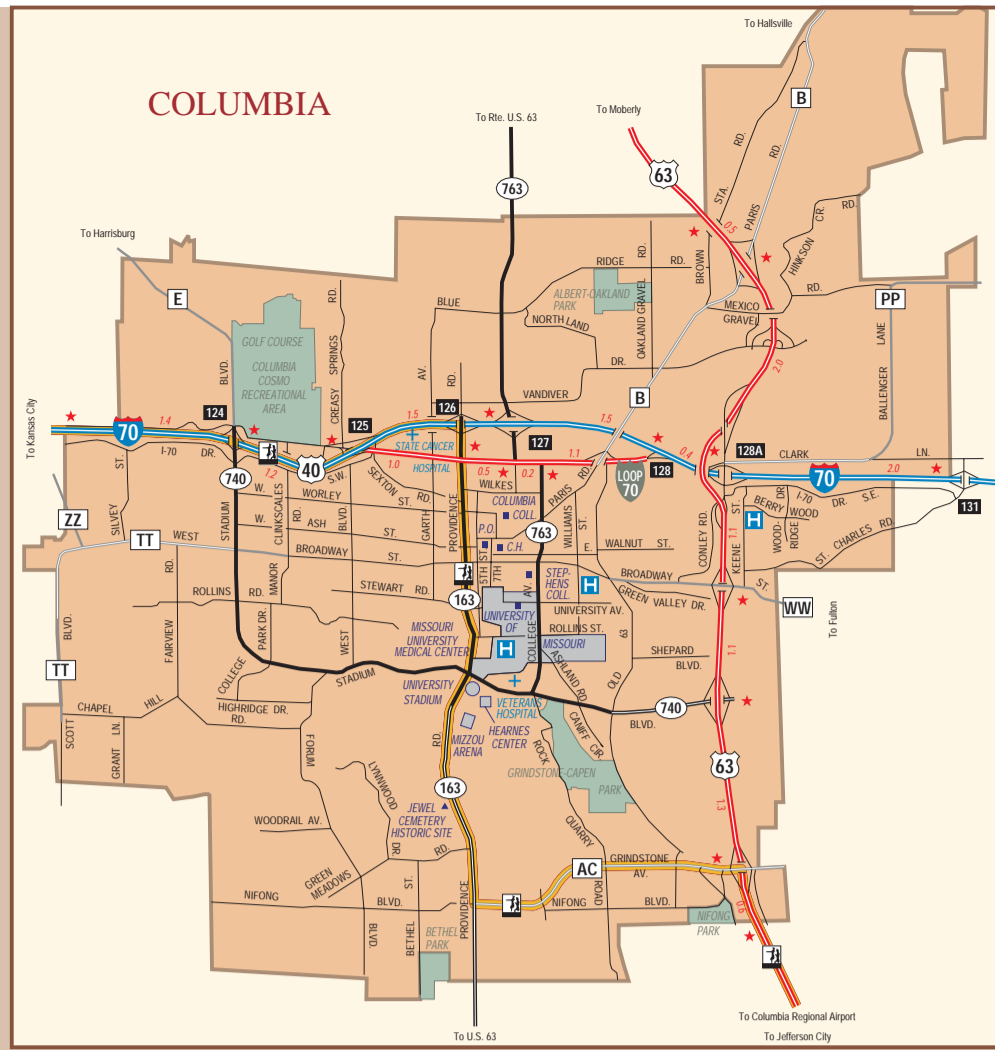 COLUMBIA
To Hallsville
To Moberly
To Rte. U.S. 63
To Harrisburg
To Kansas City
To Fulton
To U.S. 63
To Columbia Regional Airport
To Jefferson City
B
63
763
E
PP
STA. RD.
PARIS RD.
HINKSON CR. RD.
0.5
BLUE RIDGE RD.
BROWN
OAKLAND GRAVEL RD.
ALBERT-OAKLAND
PARK
NORTH LAND DR.
MEXICO
GRAVEL RD.
BALLENGER LANE
2.0
GOLF COURSE
COLUMBIA
COSMO
RECREATIONAL
AREA
CREASY SPRINGS RD.
BLVD.
AV.
RD.
VANDIVER
B
124
125
126
127
128
128A
131
70
1.4
I-70 DR.
S.W.
1.2
40
1.5
1.0
STATE CANCER
HOSPITAL
0.5
0.2
1.1
1.5
0.4
LOOP
70
CLARK LN.
70
2.0
I-70 DR. S.E.
740
ZZ
TT
SILVEY ST.
STADIUM
W. WORLEY ST.
W. ASH ST.
CLINKSCALES RD.
BLVD.
SEXTON RD.
WILKES
COLUMBIA
COLL.
P.O.
C.H.
5TH ST
7TH
GARTH
PROVIDENCE
PARIS RD.
WILLIAMS ST.
763
E. WALNUT ST.
CONLEY RD.
1.1
KEENE ST.
H
BERRY WOOD DR.
WOOD-
RIDGE
ST. CHARLES RD.
WEST BROADWAY ST.
BROADWAY ST.
WW
STEWART RD.
ROLLINS RD.
MANOR
PARK DR.
COLLEGE
WEST
163
STEP-
HENS
COLL.
H
UNIVERSITY AV.
UNIVERSITY
OF
MISSOURI
ROLLINS ST.
COLLEGE AV.
GREEN VALLEY DR.
OLD 63
SHEPARD
BLVD.
1.1
MISSOURI
UNIVERSITY
MEDICAL CENTER
H
ASHLAND RD.
FAIRVIEW RD.
BLVD.
TT
SCOTT
CHAPEL HILL
RD.
GRANT LN.
HIGHRIDGE DR.
FORUM
STADIUM
BLVD.
740
UNIVERSITY
STADIUM
VETERANS
HOSPITAL
HEARNES
CENTER
MIZZOU
ARENA
RD.
CANIFF CIR.
GRINDSTONE-CAPEN
PARK
ROCK QUARRY ROAD
63
1.3
163
JEWEL
CEMETERY
HISTORIC SITE
LYNNWOOD DR.
WOODRAIL AV.
GREEN MEADOWS RD.
NIFONG BLVD.
BLVD.
BETHEL ST.
PROVIDENCE
BETHEL
PARK
AC
GRINDSTONE
AV.
NIFONG BLVD.
NIFONG
PARK
0.6